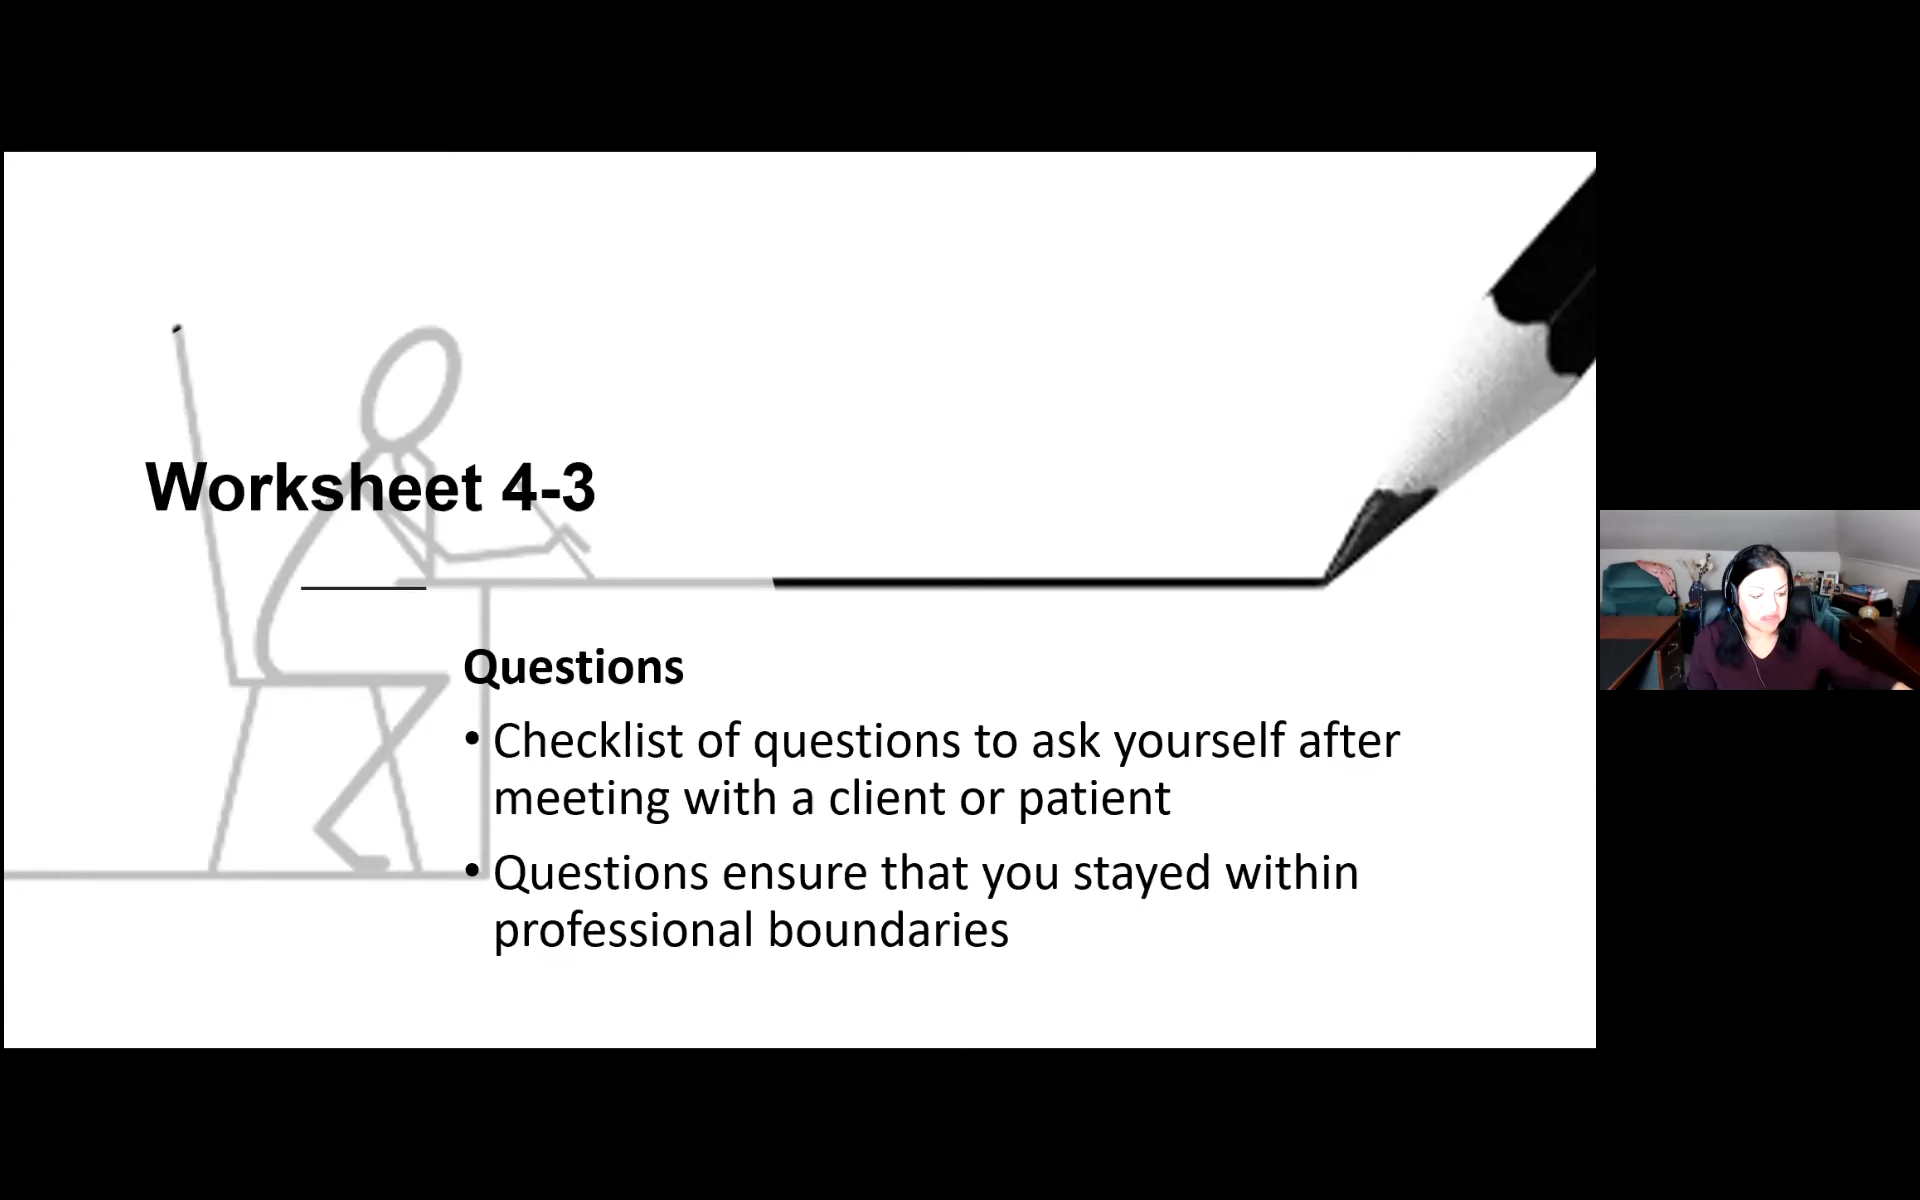 Worksheet 4-3
Questions
• Checklist of questions to ask yourself after
meeting with a client or patient
• Questions ensure that you stayed within
professional boundaries